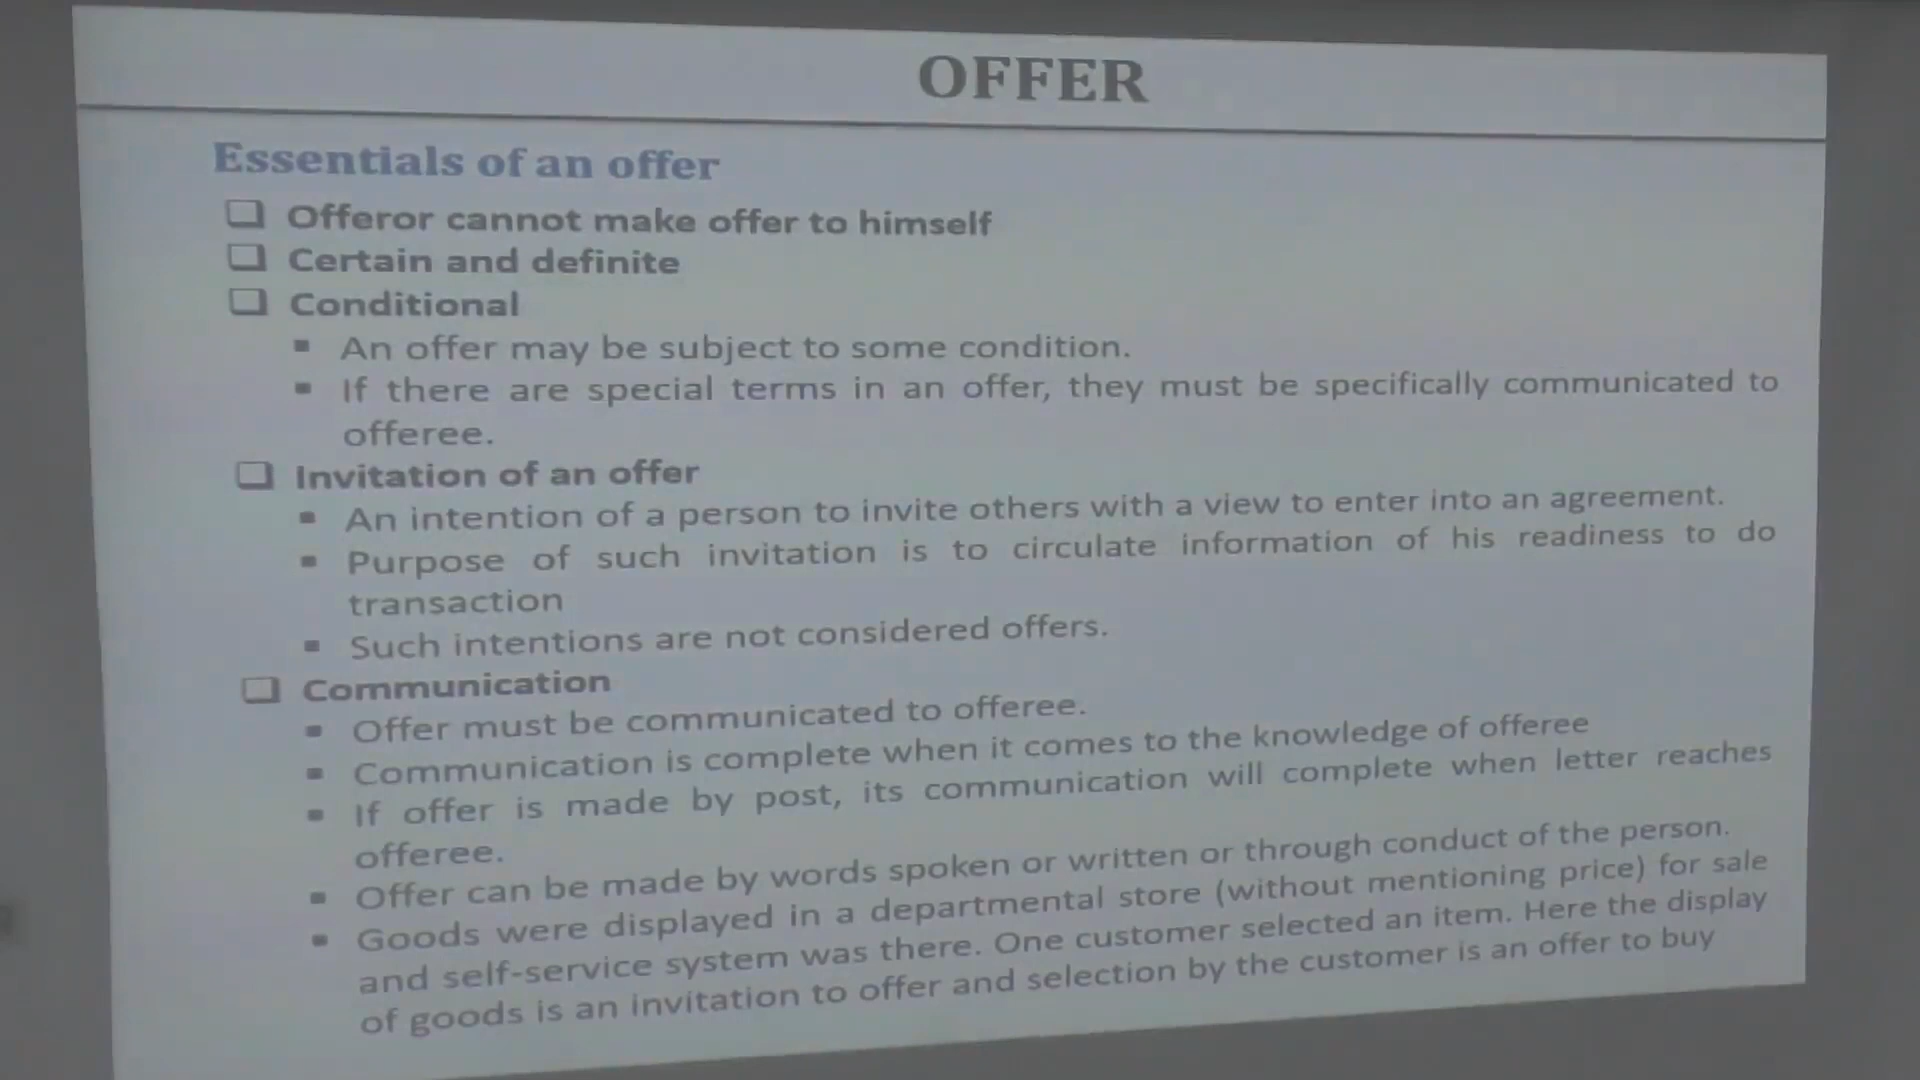 OFFER
Essentials of an offer
Offeror cannot make offer to himself
Certain and definite
Conditional
An offer may be subject to some condition.
If there are special terms in an offer, they must be specifically communicated to
offeree.
Invitation of an offer
An intention of a person to invite others with a view to enter into an agreement.
Purpose of such invitation is to circulate information of his readiness to do
transaction
Such intentions are not considered offers.
Communication
Offer must be communicated to offeree.
Communication is complete when it comes to the knowledge of offeree
If offer is made by post, its communication will complete when letter reaches
offeree.
Offer can be made by words spoken or written or through conduct of the person.
Goods were displayed in a departmental store (without mentioning price) for sale
and self-service system was there. One customer selected an item. Here the display
of goods is an invitation to offer and selection by the customer is an offer to buy